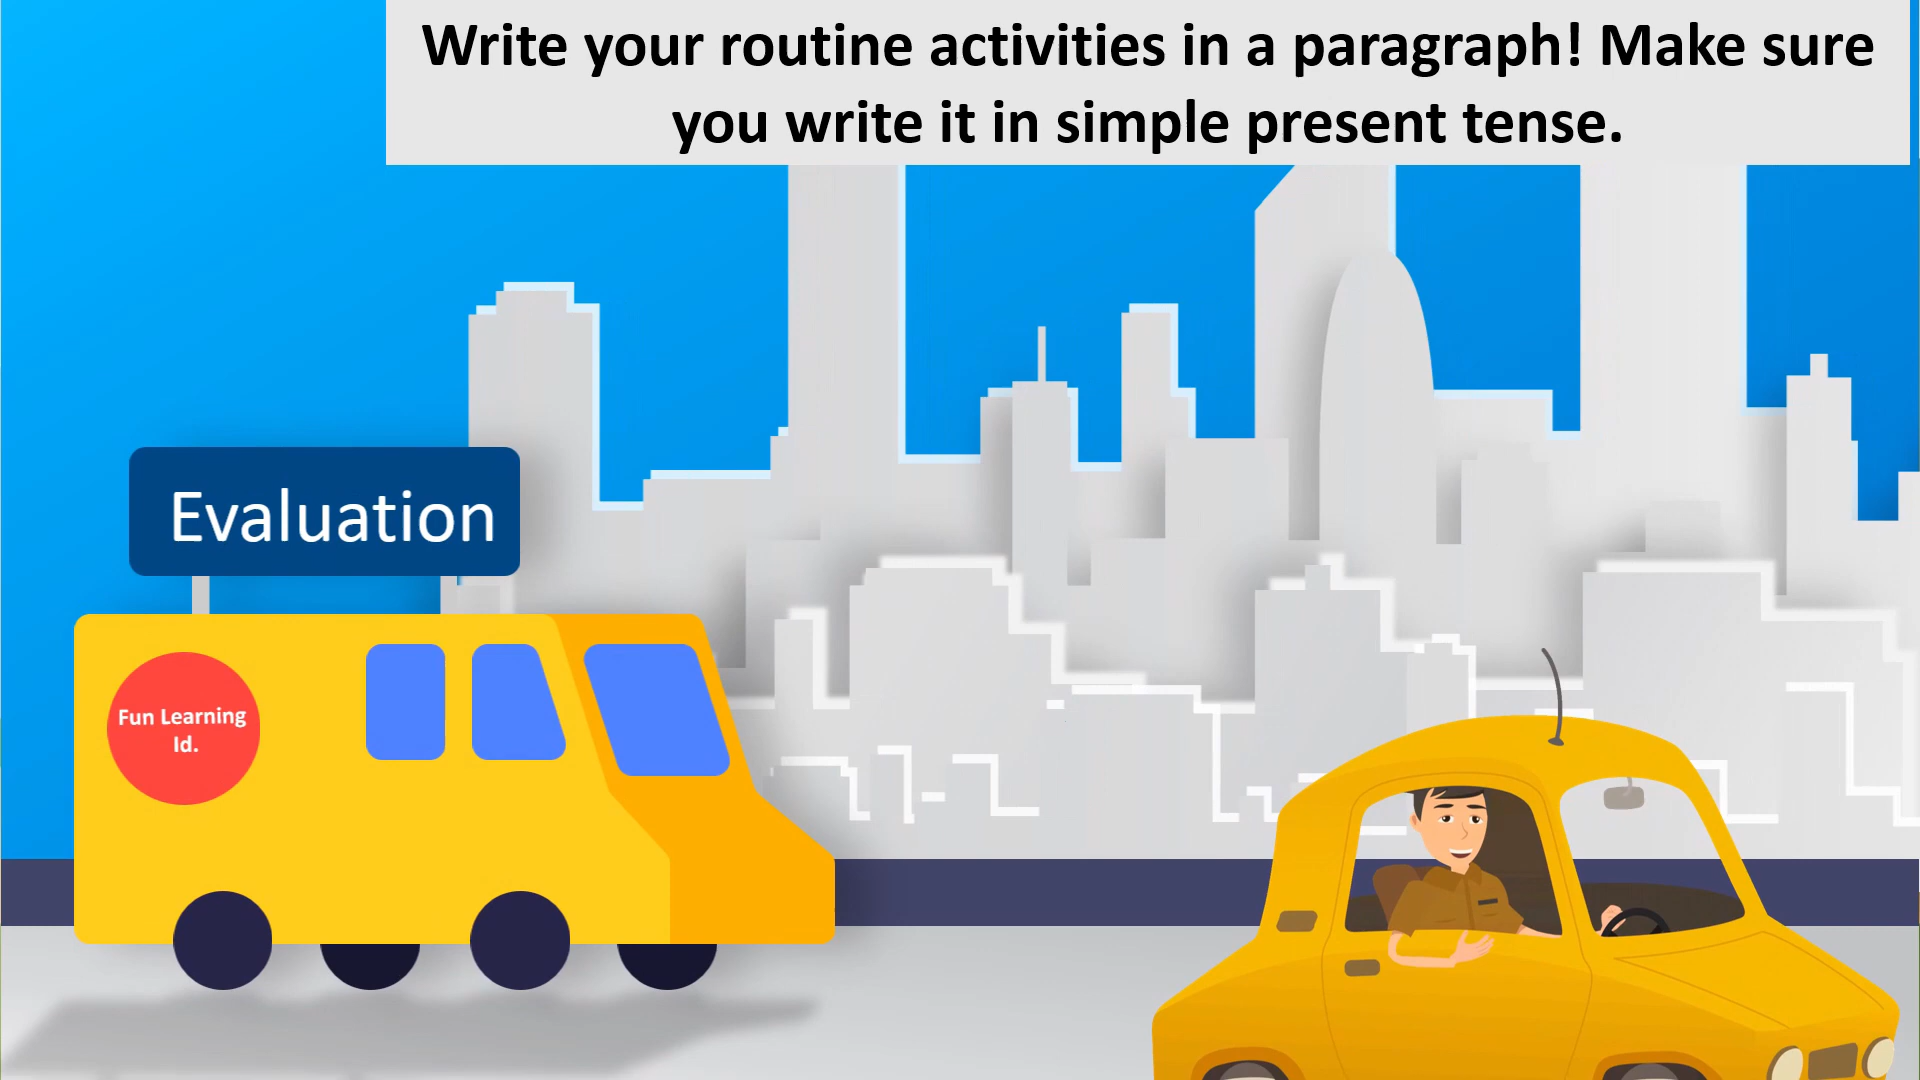 Write your routine activities in a paragraph! Make sure
you write it in simple present tense.
Evaluation
Fun Learning
Id.